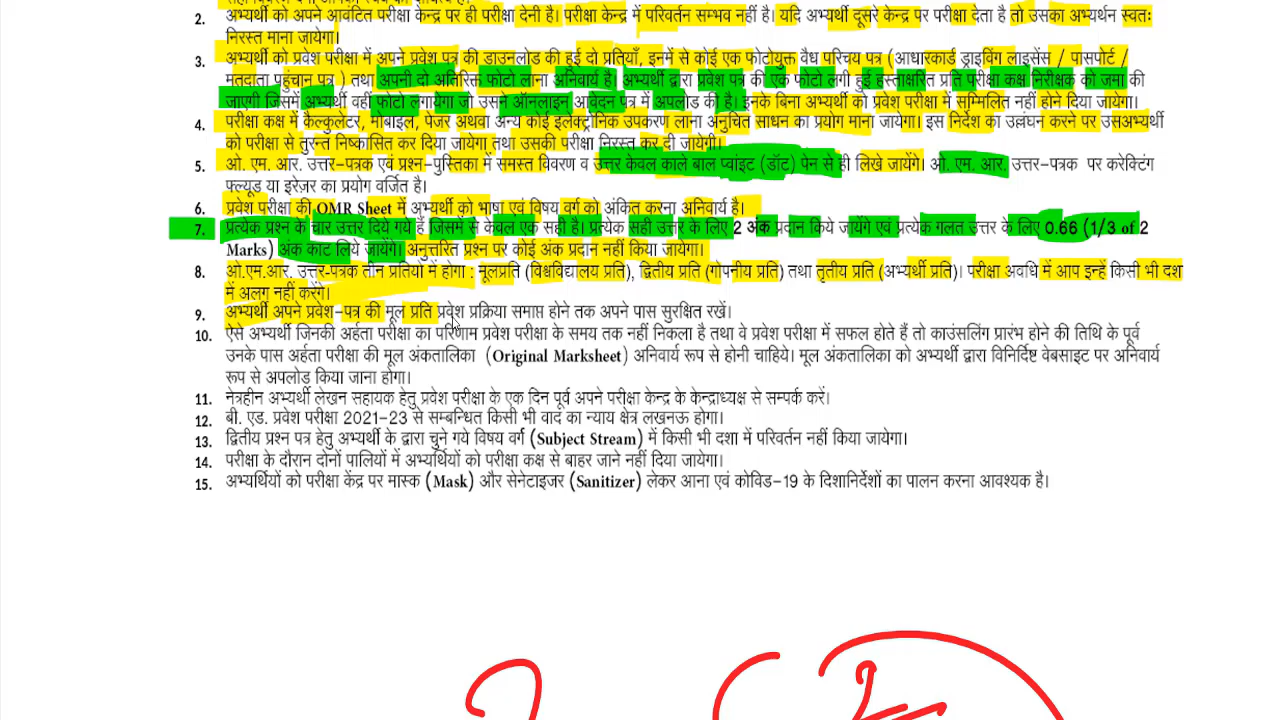 2. अभ्यर्थी को अपने आवंटित परीक्षा केन्द्र पर ही परीक्षा देनी है। परीक्षा केन्द्र में परिवर्तन सम्भव नहीं है। यदि अभ्यर्थी दूसरे केन्द्र पर परीक्षा देता है तो उसका अभ्यर्थन स्वतः
निरस्त माना जायेगा।
3. अभ्यर्थी को प्रवेश परीक्षा में अपने प्रवेश पत्र की डाउनलोड की हुई दो प्रतियाँ, इनमें से कोई एक फोटोयुक्त वैध परिचय पत्र (आधारकार्ड ड्राइविंग लाइसेंस / पासपोर्ट /
मतदाता पहुंचान पत्र ) तथा अपनी दो अतिरिक्त फोटो लाना अनिवार्य है। अभ्यर्थी द्वारा प्रवेश पत्र की एक फोटो लगी हुई हस्ताक्षरित प्रति परीक्षा कक्ष निरीक्षक को जमा की
जाएगी जिसमें अभ्यर्थी वहीं फोटो लगायेगा जो उसने ऑनलाइन आवेदन पत्र में अपलोड की है। इनके बिना अभ्यर्थी को प्रवेश परीक्षा में सम्मिलित नहीं होने दिया जायेगा।
4. परीक्षा कक्ष में कैल्कुलेटर, मोबाइल, पेजर अथवा अन्य कोई इलेक्ट्रोनिक उपकरण लाना अनुचित साधन का प्रयोग माना जायेगा। इस निर्देश का उल्लंघन करने पर उसअभ्यर्थी
को परीक्षा से तुरन्त निष्कासित कर दिया जायेगा तथा उसकी परीक्षा निरस्त कर दी जायेगी।
5. ओ. एम. आर. उत्तर-पत्रक एवं प्रश्न-पुस्तिका में समस्त विवरण व उत्तर केवल काले बाल प्वांइट (डॉट) पेन से ही लिखे जायेंगे। ओ. एम. आर. उत्तर-पत्रक पर करेक्टिंग
फ्ल्यूड या इरेज़र का प्रयोग वर्जित है।
6. प्रवेश परीक्षा की OMR Sheet में अभ्यर्थी को भाषा एवं विषय वर्ग को अंकित करना अनिवार्य है।
7. प्रत्येक प्रश्न के चार उत्तर दिये गये हैं जिसमें से केवल एक सही है। प्रत्येक सही उत्तर के लिए 2 अंक प्रदान किये जायेंगे एवं प्रत्येक गलत उत्तर के लिए 0.66 (1/3 of 2
Marks) अंक काट लिये जायेंगे। अनुत्तरित प्रश्न पर कोई अंक प्रदान नहीं किया जायेगा।
8. ओ.एम.आर. उत्तर-पत्रक तीन प्रतियों में होगा : मूलप्रति (विश्वविद्यालय प्रति), द्वितीय प्रति (गोपनीय प्रति) तथा तृतीय प्रति (अभ्यर्थी प्रति)। परीक्षा अवधि में आप इन्हें किसी भी दशा
में अलग नहीं करेंगे।
9. अभ्यर्थी अपने प्रवेश-पत्र की मूल प्रति प्रवेश प्रक्रिया समाप्त होने तक अपने पास सुरक्षित रखें।
10. ऐसे अभ्यर्थी जिनकी अर्हता परीक्षा का परिणाम प्रवेश परीक्षा के समय तक नहीं निकला है तथा वे प्रवेश परीक्षा में सफल होते हैं तो काउंसलिंग प्रारंभ होने की तिथि के पूर्व
उनके पास अर्हता परीक्षा की मूल अंकतालिका (Original Marksheet) अनिवार्य रूप से होनी चाहिये। मूल अंकतालिका को अभ्यर्थी द्वारा विनिर्दिष्ट वेबसाइट पर अनिवार्य
रूप से अपलोड किया जाना होगा।
11. नेत्रहीन अभ्यर्थी लेखन सहायक हेतु प्रवेश परीक्षा के एक दिन पूर्व अपने परीक्षा केन्द्र के केन्द्राध्यक्ष से सम्पर्क करें।
12. बी. एड. प्रवेश परीक्षा 2021-23 से सम्बन्धित किसी भी वाद का न्याय क्षेत्र लखनऊ होगा।
13. द्वितीय प्रश्न पत्र हेतु अभ्यर्थी के द्वारा चुने गये विषय वर्ग (Subject Stream) में किसी भी दशा में परिवर्तन नहीं किया जायेगा।
14. परीक्षा के दौरान दोनों पालियों में अभ्यर्थियों को परीक्षा कक्ष से बाहर जाने नहीं दिया जायेगा।
15. अभ्यर्थियों को परीक्षा केंद्र पर मास्क (Mask) और सेनेटाइजर (Sanitizer) लेकर आना एवं कोविड-19 के दिशानिर्देशों का पालन करना आवश्यक है।